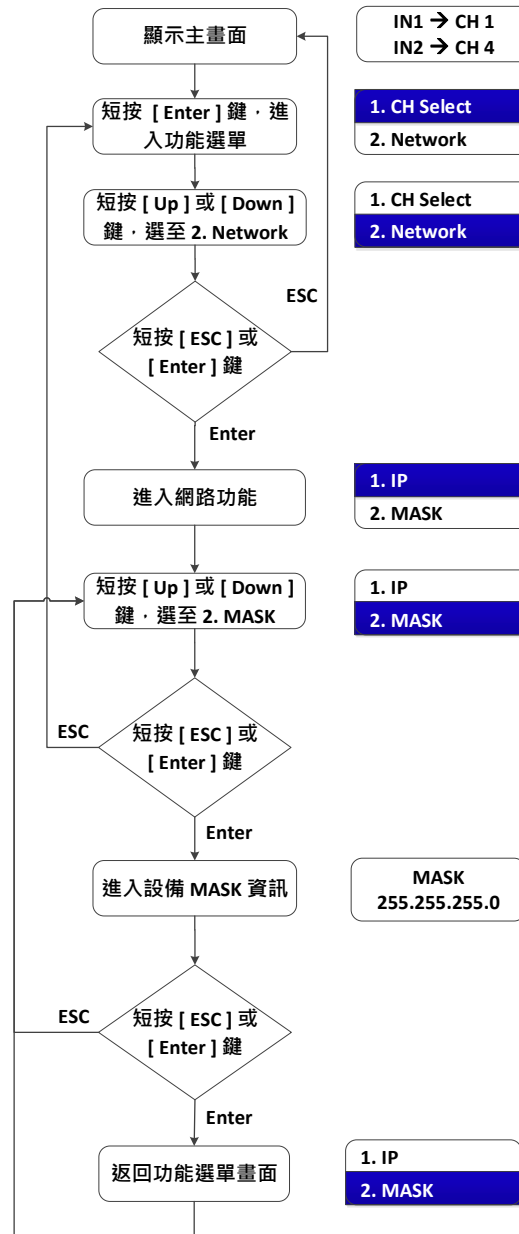 顯示主畫面
IN1 → CH 1
IN2 → CH 4
短按 [ Enter ] 鍵，進
入功能選單
1. CH Select
2. Network
短按 [ Up ] 或 [ Down ]
鍵，選至 2. Network
1. CH Select
2. Network
ESC
短按 [ ESC ] 或
[ Enter ] 鍵
Enter
進入網路功能
1. IP
2. MASK
短按 [ Up ] 或 [ Down ]
鍵，選至 2. MASK
1. IP
2. MASK
ESC
短按 [ ESC ] 或
[ Enter ] 鍵
Enter
進入設備 MASK 資訊
MASK
255.255.255.0
ESC
短按 [ ESC ] 或
[ Enter ] 鍵
Enter
返回功能選單畫面
1. IP
2. MASK